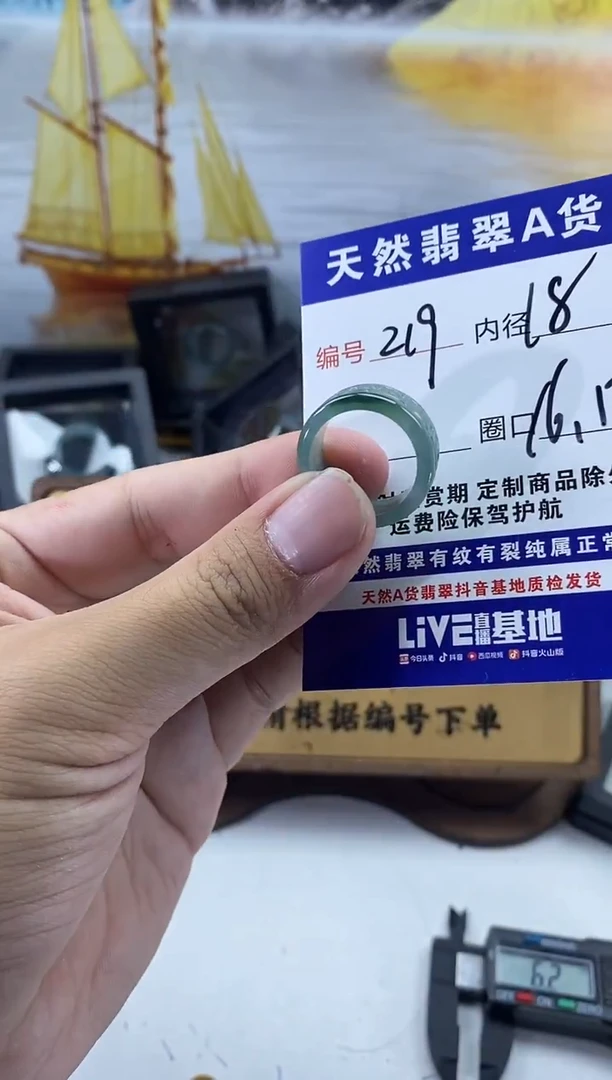 天然翡翠A货
编号 219 内径 18
圈口 16.1
赏期 定制商品除
运费险保驾护航
然翡翠有纹有裂纯属正常
天然A货翡翠抖音基地质检发货
LiVE直播基地
今日头条 抖音 西瓜视频 抖音火山版
根据编号下单
62